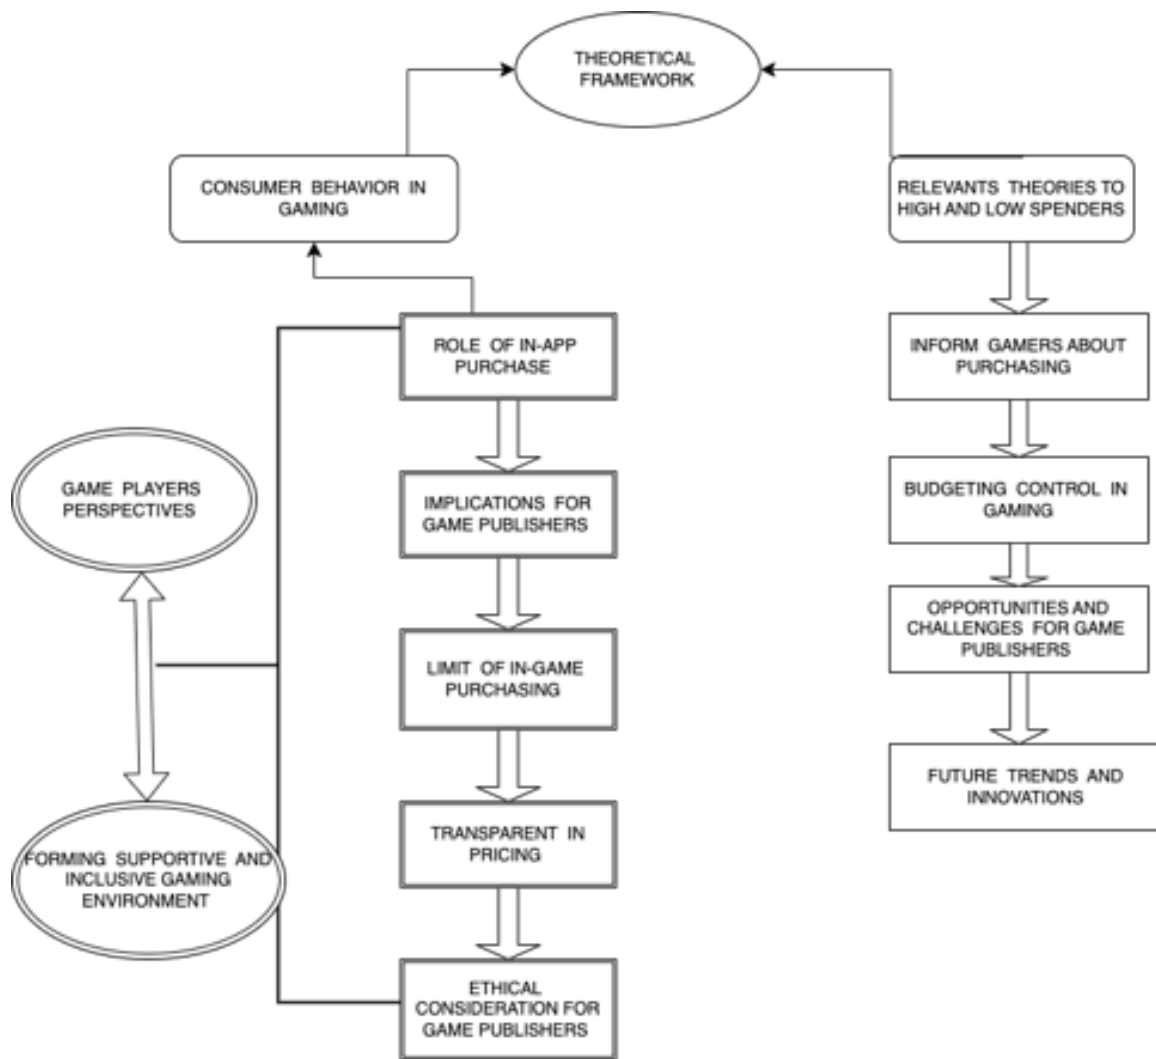 THEORETICAL
FRAMEWORK
CONSUMER BEHAVIOR IN
GAMING
RELEVANTS THEORIES TO
HIGH AND LOW SPENDERS
ROLE OF IN-APP
PURCHASE
INFORM GAMERS ABOUT
PURCHASING
GAME PLAYERS
PERSPECTIVES
IMPLICATIONS FOR
GAME PUBLISHERS
BUDGETING CONTROL IN
GAMING
LIMIT OF IN-GAME
PURCHASING
OPPORTUNITIES AND
CHALLENGES FOR GAME
PUBLISHERS
FORMING SUPPORTIVE AND
INCLUSIVE GAMING
ENVIRONMENT
TRANSPARENT IN
PRICING
FUTURE TRENDS AND
INNOVATIONS
ETHICAL
CONSIDERATION FOR
GAME PUBLISHERS